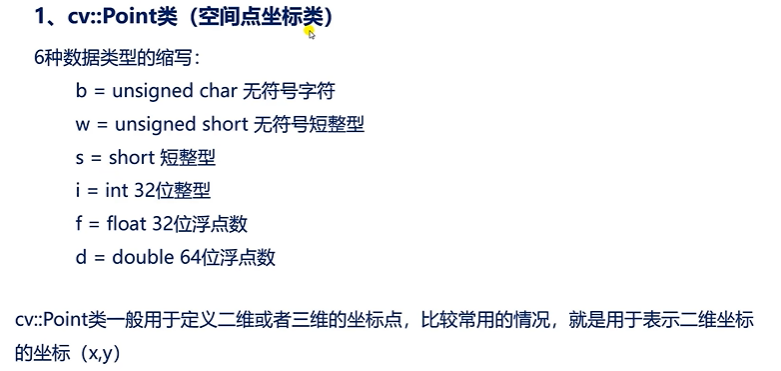 1、cv::Point类（空间点坐标类）
6种数据类型的缩写：
b = unsigned char 无符号字符
w = unsigned short 无符号短整型
s = short 短整型
i = int 32位整型
f = float 32位浮点数
d = double 64位浮点数
cv::Point类一般用于定义二维或者三维的坐标点，比较常用的情况，就是用于表示二维坐标
的坐标（x,y）